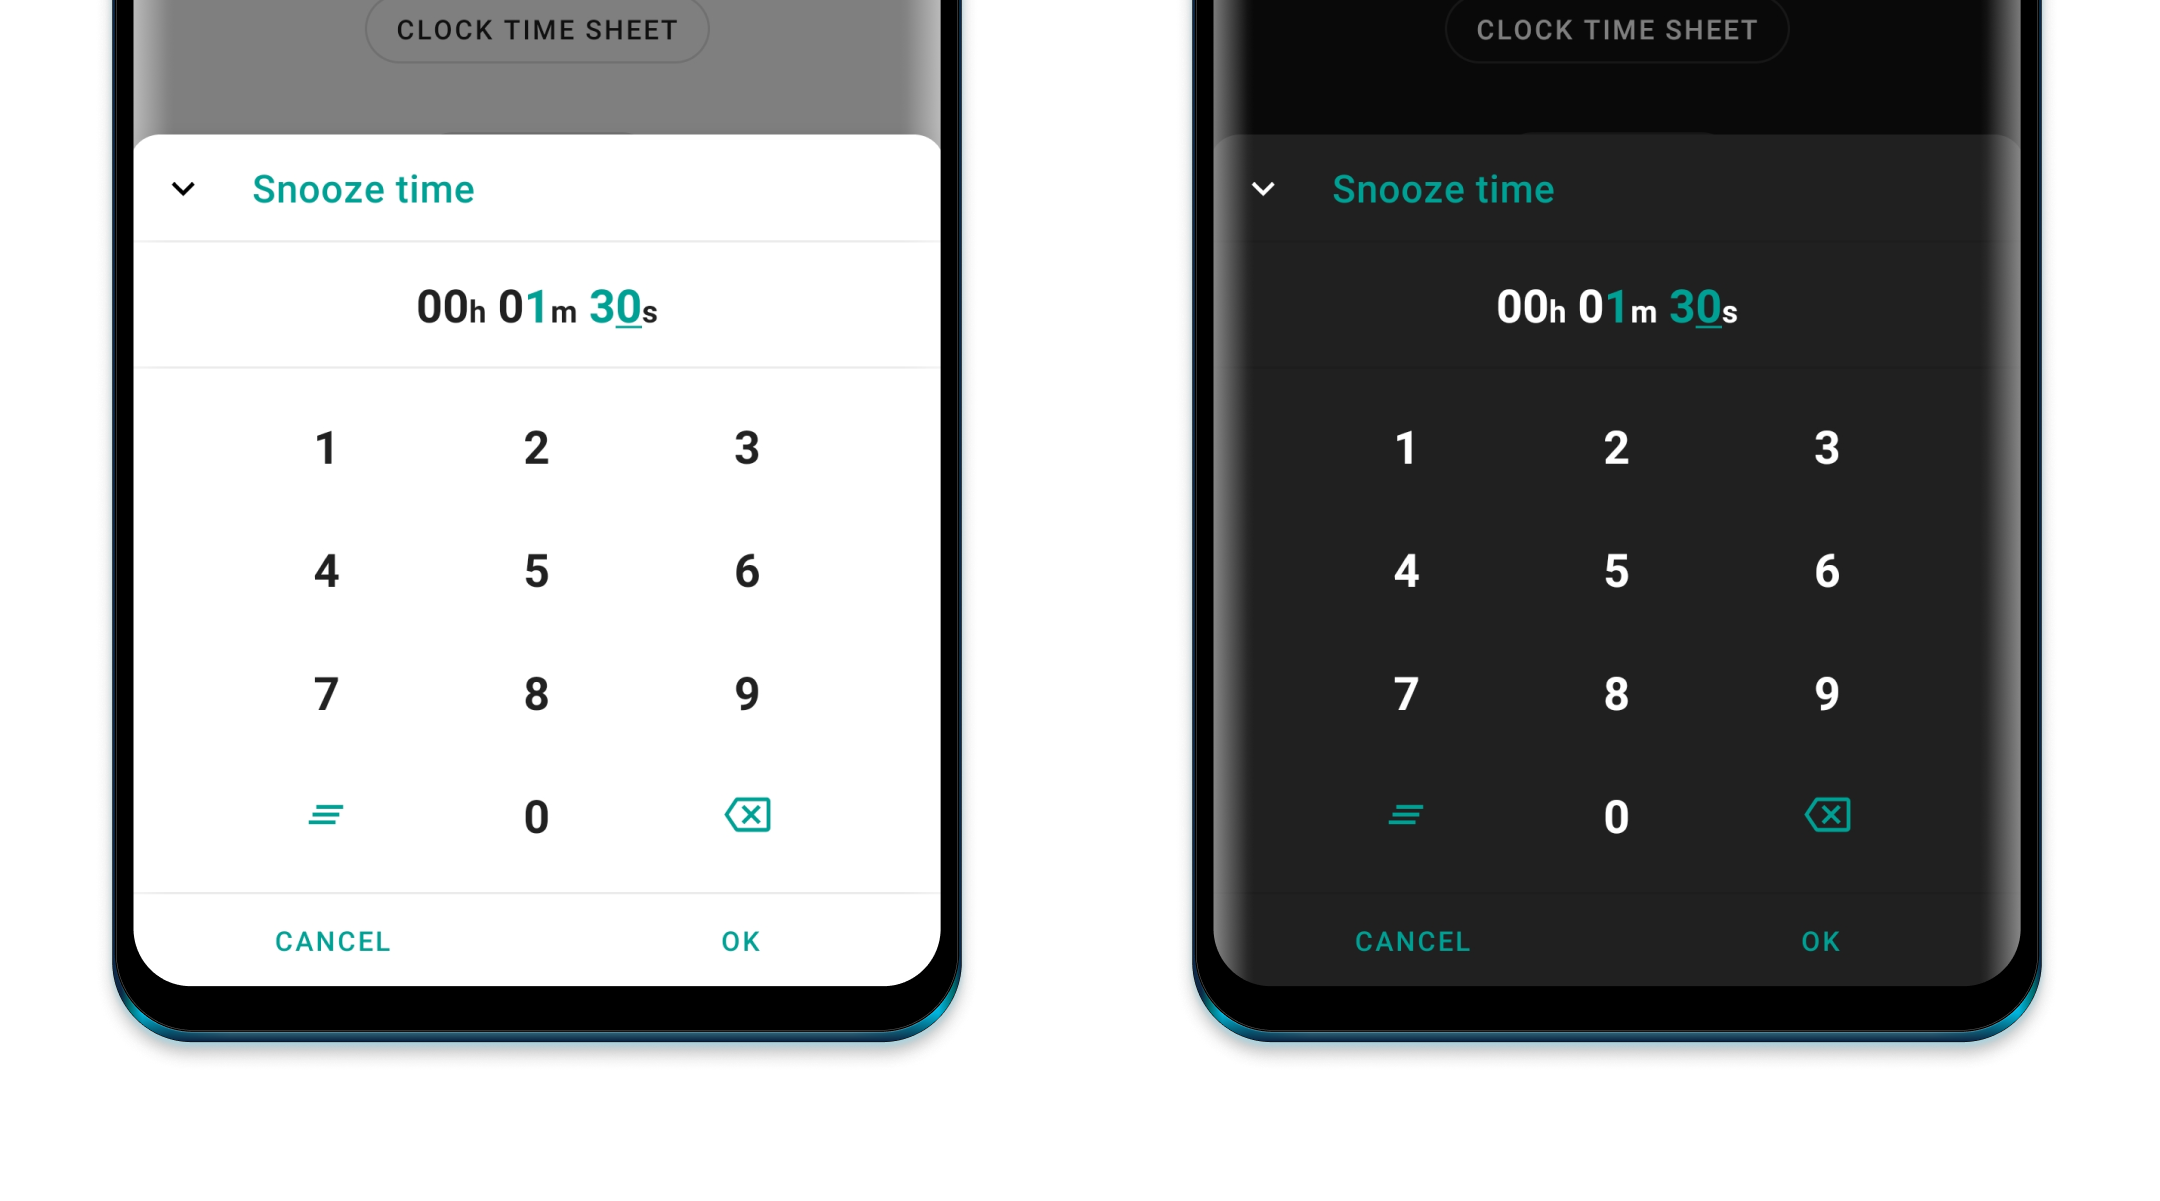 CLOCK TIME SHEET
Snooze time
00h 01m 30s
1 2 3
4 5 6
7 8 9
0
CANCEL OK
CLOCK TIME SHEET
Snooze time
00h 01m 30s
1 2 3
4 5 6
7 8 9
0
CANCEL OK